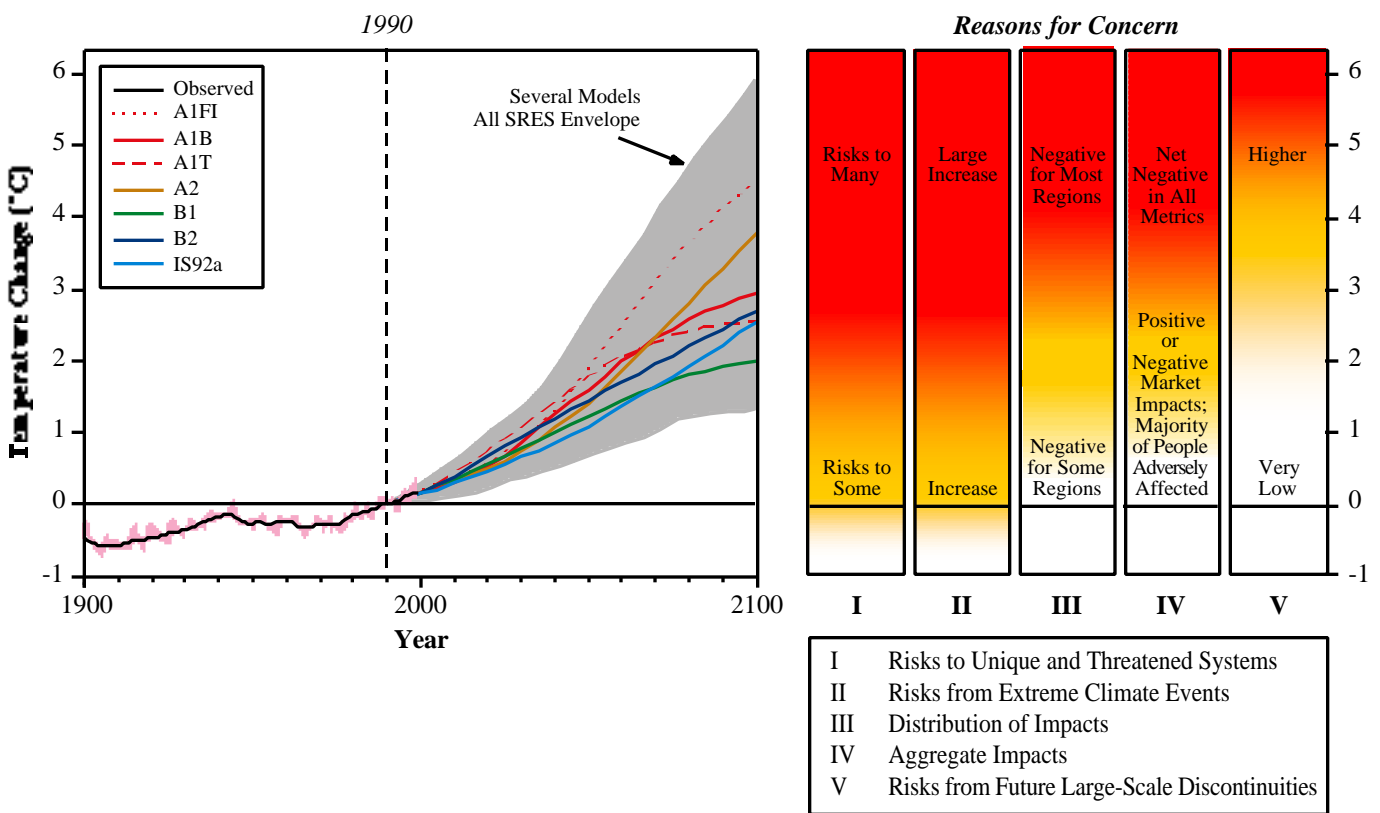 1990
6
5
4
3
2
1
0
-1
Temperature Change (°C)
Observed
A1FI
A1B
A1T
A2
B1
B2
IS92a
Several Models
All SRES Envelope
1900
2000
2100
Year
Reasons for Concern
Risks to
Many
Risks to
Some
Large
Increase
Increase
Negative
for Most
Regions
Negative
for Some
Regions
Net
Negative
in All
Metrics
Positive
or
Negative
Market
Impacts;
Majority
of People
Adversely
Affected
Higher
Very
Low
6
5
4
3
2
1
0
-1
I
II
III
IV
V
I Risks to Unique and Threatened Systems
II Risks from Extreme Climate Events
III Distribution of Impacts
IV Aggregate Impacts
V Risks from Future Large-Scale Discontinuities